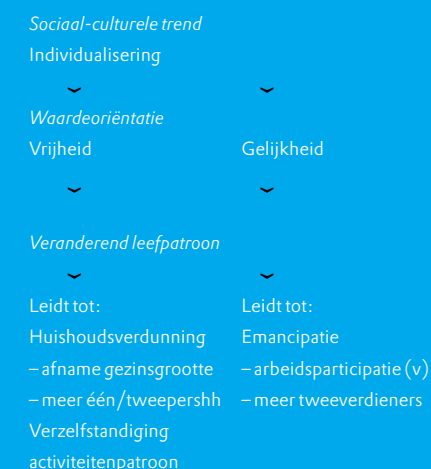 Sociaal-culturele trend
Individualisering
Waardeoriëntatie
Vrijheid Gelijkheid
Veranderend leefpatroon
Leidt tot: Leidt tot:
Huishoudsverdunning Emancipatie
– afname gezinsgrootte – arbeidsparticipatie (v)
– meer één/tweepershh – meer tweeverdieners
Verzelfstandiging
activiteitenpatroon